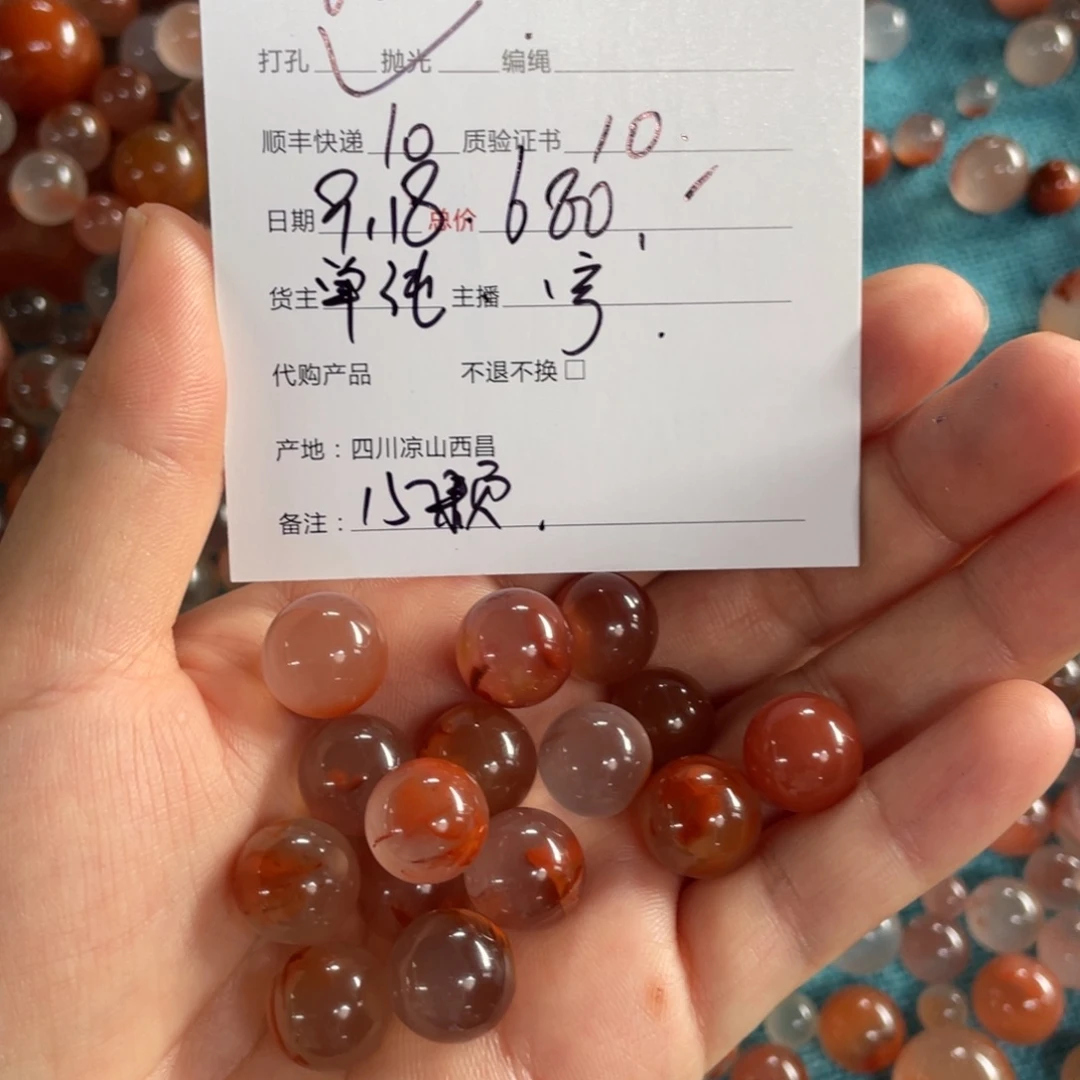 打孔 抛光 编绳
顺丰快递 10 质验证书 10
日期 9.18. 总价 680
货主 单纯 主播
代购产品 不退不换 □
产地：四川凉山西昌
备注： 15颗.